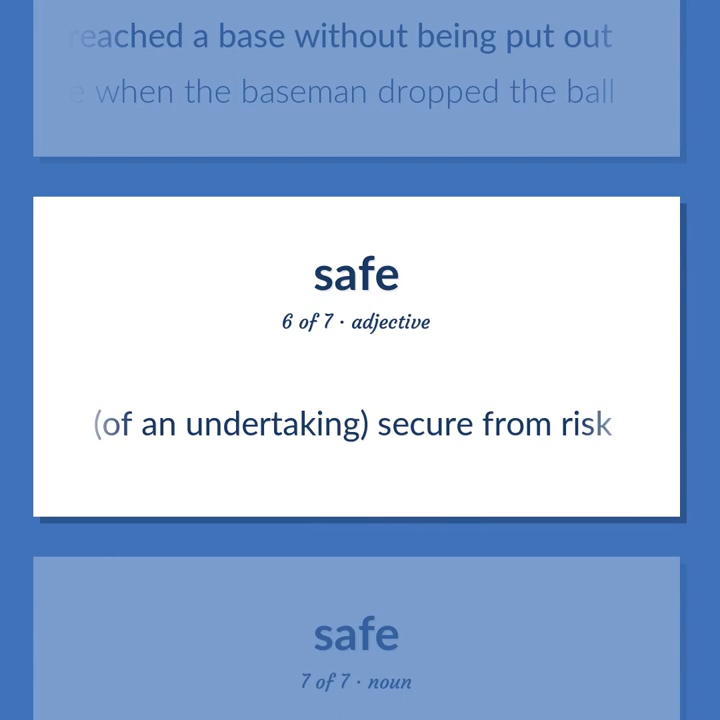 reached a base without being put out
when the baseman dropped the ball
safe
6 of 7 · adjective
(of an undertaking) secure from risk
safe
7 of 7 · noun